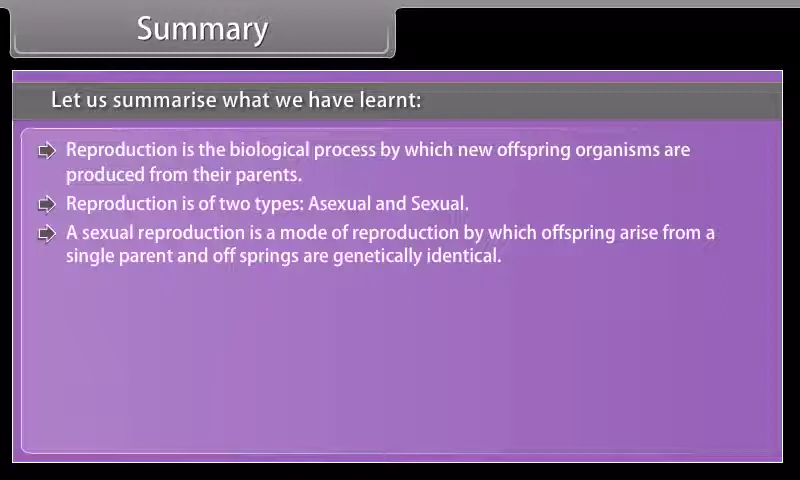 Summary
Let us summarise what we have learnt:
Reproduction is the biological process by which new offspring organisms are
produced from their parents.
Reproduction is of two types: Asexual and Sexual.
A sexual reproduction is a mode of reproduction by which offspring arise from a
single parent and off springs are genetically identical.